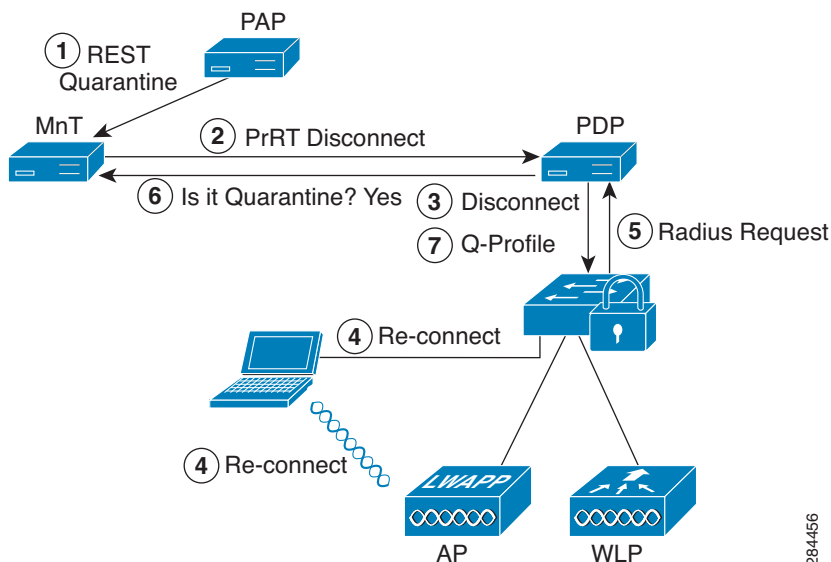 PAP
1 REST
Quarantine
MnT
2 PrRT Disconnect
PDP
6 Is it Quarantine? Yes
3 Disconnect
7 Q-Profile
5 Radius Request
4 Re-connect
4 Re-connect
LWAPP
AP
WLP
284456